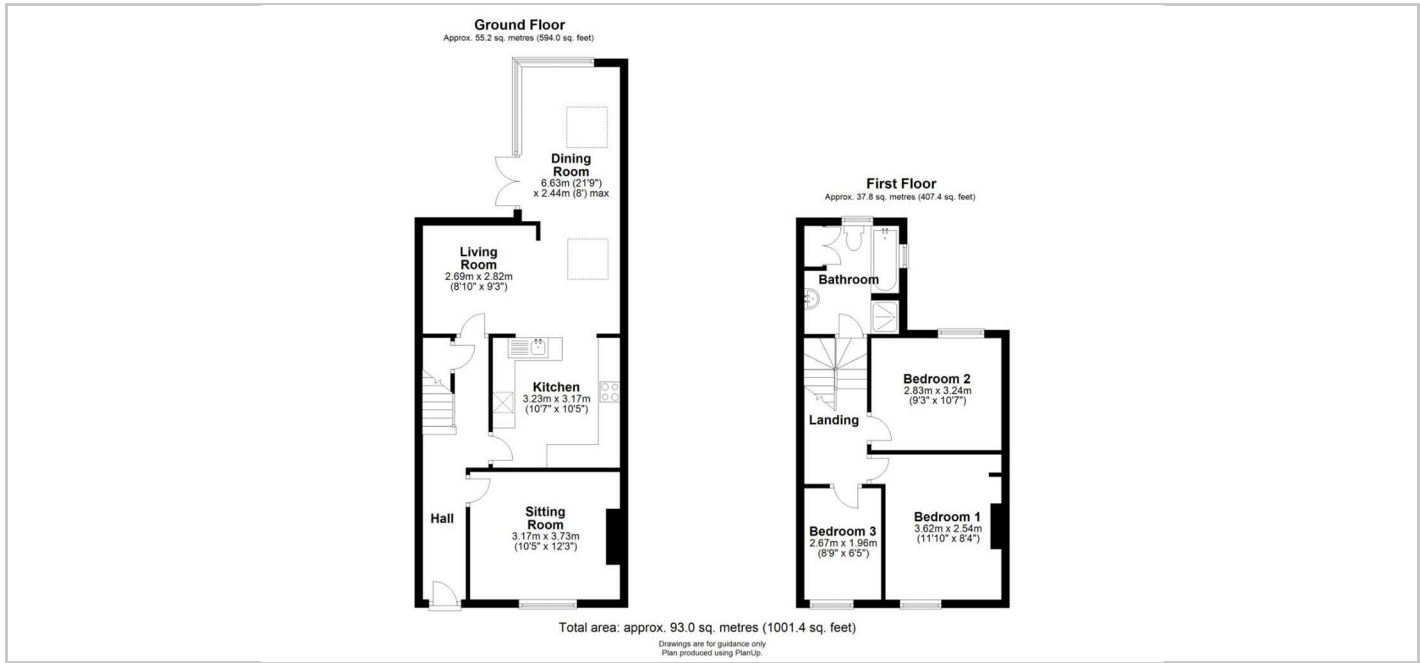 Ground Floor
Approx. 55.2 sq. metres (594.0 sq. feet)
Dining
Room
6.63m (21'9")
x 2.44m (8') max
Living
Room
2.69m x 2.82m
(8'10" x 9'3")
Kitchen
3.23m x 3.17m
(10'7" x 10'5")
Hall
Sitting
Room
3.17m x 3.73m
(10'5" x 12'3")
First Floor
Approx. 37.8 sq. metres (407.4 sq. feet)
Bathroom
Bedroom 2
2.83m x 3.24m
(9'3" x 10'7")
Landing
Bedroom 3
2.67m x 1.96m
(8'9" x 6'5")
Bedroom 1
3.62m x 2.54m
(11'10" x 8'4")
Total area: approx. 93.0 sq. metres (1001.4 sq. feet)
Drawings are for guidance only
Plan produced using PlanUp.